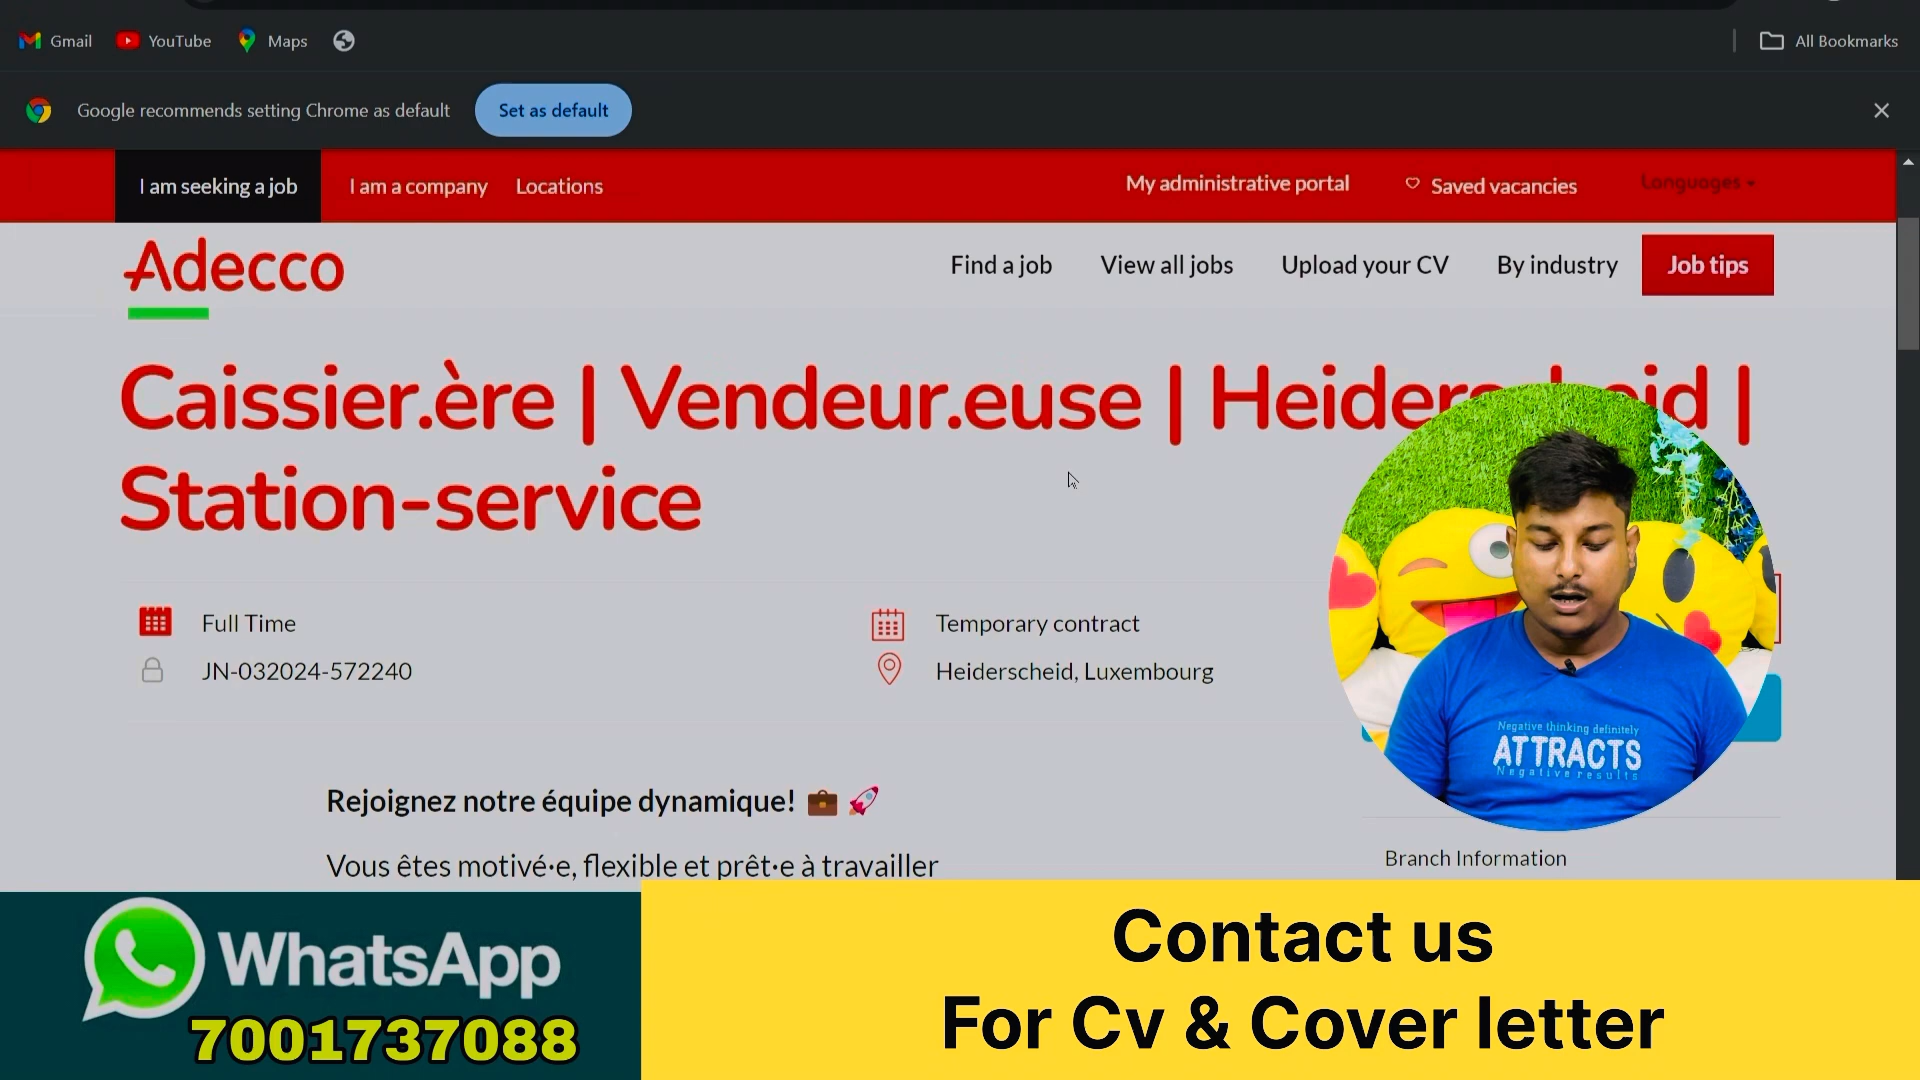 Gmail YouTube Maps All Bookmarks
Google recommends setting Chrome as default Set as default
I am seeking a job I am a company Locations My administrative portal Saved vacancies Languages
Adecco Find a job View all jobs Upload your CV By industry Job tips
Caissier.ère | Vendeur.euse | |
Station-service
Full Time Temporary contract
JN-032024-572240 Heiderscheid, Luxembourg
Negative thinking definitely
ATTRACTS
Negative results
Rejoignez notre équipe dynamique!
Vous êtes motivé·e, flexible et prêt·e à travailler
Branch Information
WhatsApp
7001737088
Contact us
For Cv & Cover letter